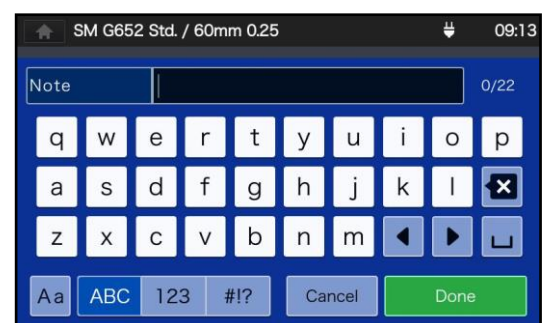 SM G652 Std. / 60mm 0.25 09:13
Note 0/22
q w e r t y u i o p
a s d f g h j k l
z x c v b n m
Aa ABC 123 #!? Cancel Done